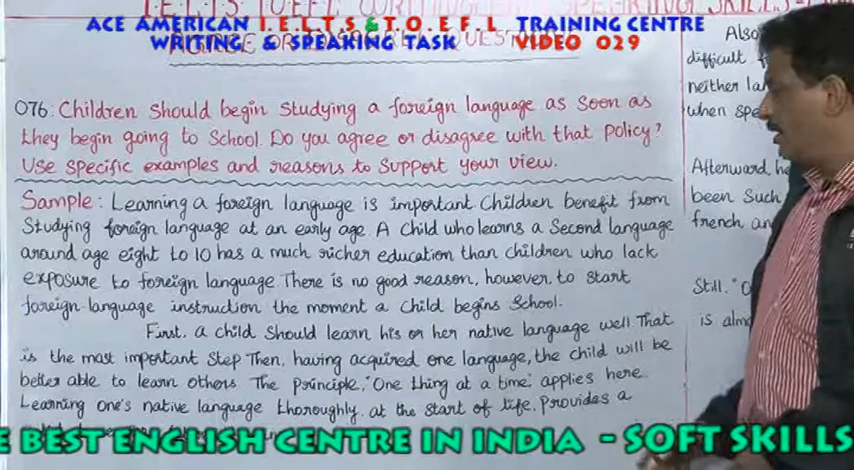 ACE AMERICAN I.E.L.T.S & T.O.E.F.L TRAINING CENTRE
WRITING & SPEAKING TASK VIDEO 029
076: Children should begin Studying a foreign language as soon as
they begin going to School. Do you agree or disagree with that policy?
Use Specific examples and reasons to Support your view.
Sample: Learning a foreign language is important Children benefit from
Studying foreign language at an early age. A Child who learns a Second language
around age eight to 10 has a much richer education than children who lack
exposure to foreign language. There is no good reason, however, to start
foreign-language instruction the moment a Child begins School.
First, a child should learn his or her native language well That
is the most important Step Then, having acquired one language, the child will be
better able to learn others The principle, "One thing at a time" applies here
Learning one's native language thoroughly, at the start of life, Provides a
Also
difficult
neither
when
Afterward, he
been Such
french an
Still, "O
is
BEST ENGLISH CENTRE IN INDIA - SOFT SKILLS